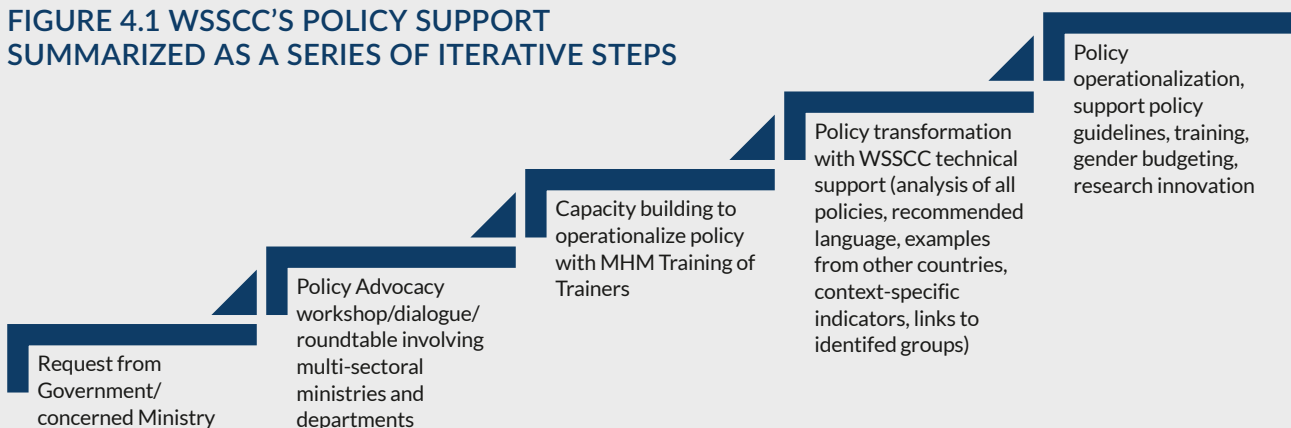 FIGURE 4.1 WSSCC'S POLICY SUPPORT
SUMMARIZED AS A SERIES OF ITERATIVE STEPS
Request from
Government/
concerned Ministry
Policy Advocacy
workshop/dialogue/
roundtable involving
multi-sectoral
ministries and
departments
Capacity building to
operationalize policy
with MHM Training of
Trainers
Policy transformation
with WSSCC technical
support (analysis of all
policies, recommended
language, examples
from other countries,
context-specific
indicators, links to
identifed groups)
Policy
operationalization,
support policy
guidelines, training,
gender budgeting,
research innovation